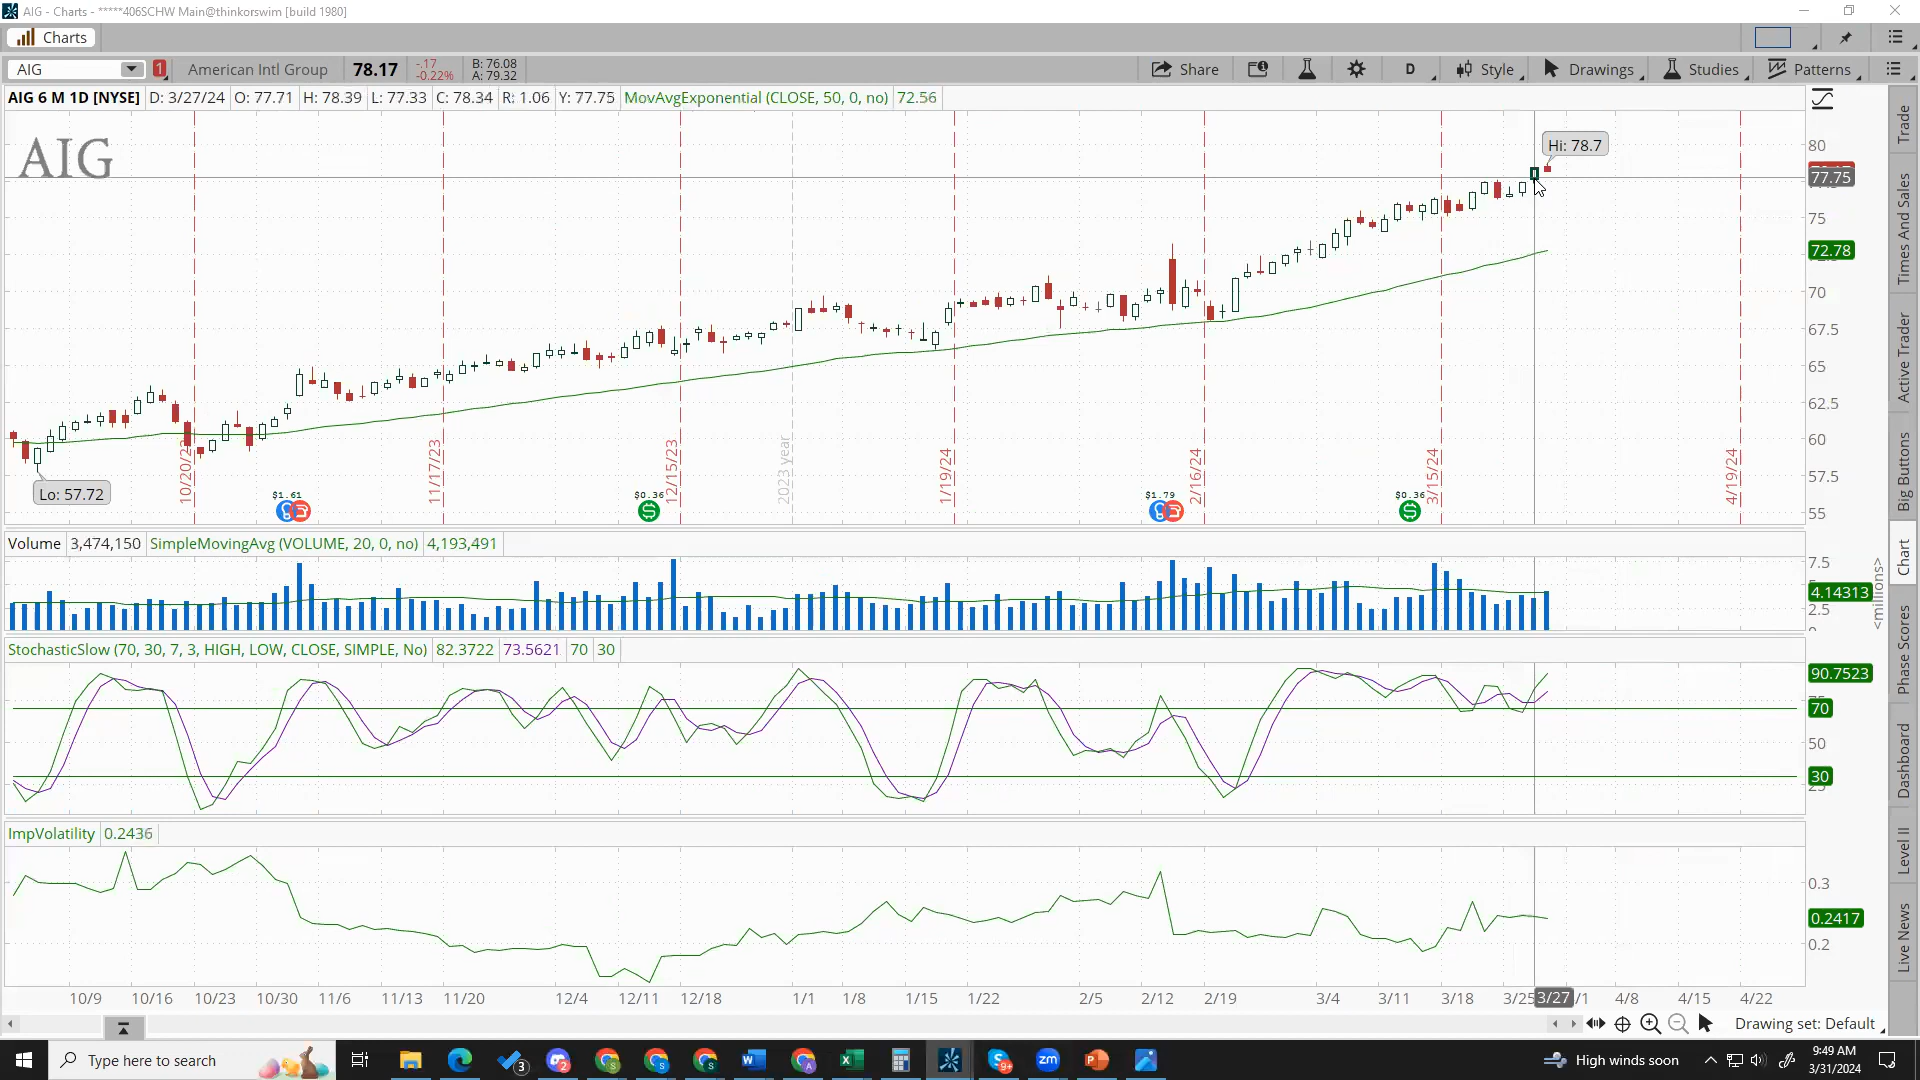 AIG - Charts - *****406SCHW Main@thinkorswim [build 1980]
Charts
AIG
1
American Intl Group
78.17
-.17
-0.22%
B: 76.08
A: 79.32
Share
D
Style
Drawings
Studies
Patterns
AIG 6 M 1D [NYSE] D: 3/27/24 O: 77.71 H: 78.39 L: 77.33 C: 78.34 R: 1.06 Y: 77.75 MovAvgExponential (CLOSE, 50, 0, no) 72.56
AIG
Hi: 78.7
Lo: 57.72
80
77.75
75
72.78
70
67.5
65
62.5
60
57.5
55
11/17/23
12/15/23
2023 year
1/19/24
2/16/24
3/15/24
4/19/24
$1.61
$0.36
$1.79
$0.36
Volume 3,474,150 SimpleMovingAvg (VOLUME, 20, 0, no) 4,193,491
7.5
4.14313
2.5
<millions>
StochasticSlow (70, 30, 7, 3, HIGH, LOW, CLOSE, SIMPLE, No) 82.3722 73.5621 70 30
90.7523
70
50
30
ImpVolatility 0.2436
0.3
0.2417
0.2
10/9 10/16 10/23 10/30 11/6 11/13 11/20 12/4 12/11 12/18 1/1 1/8 1/15 1/22 2/5 2/12 2/19 3/4 3/11 3/18 3/25 3/27 /1 4/8 4/15 4/22
Drawing set: Default
Trade
Times And Sales
Active Trader
Big Buttons
Chart
Phase Scores
Dashboard
Level II
Live News
Type here to search
3
2
9+
zm
High winds soon
9:49 AM
3/31/2024